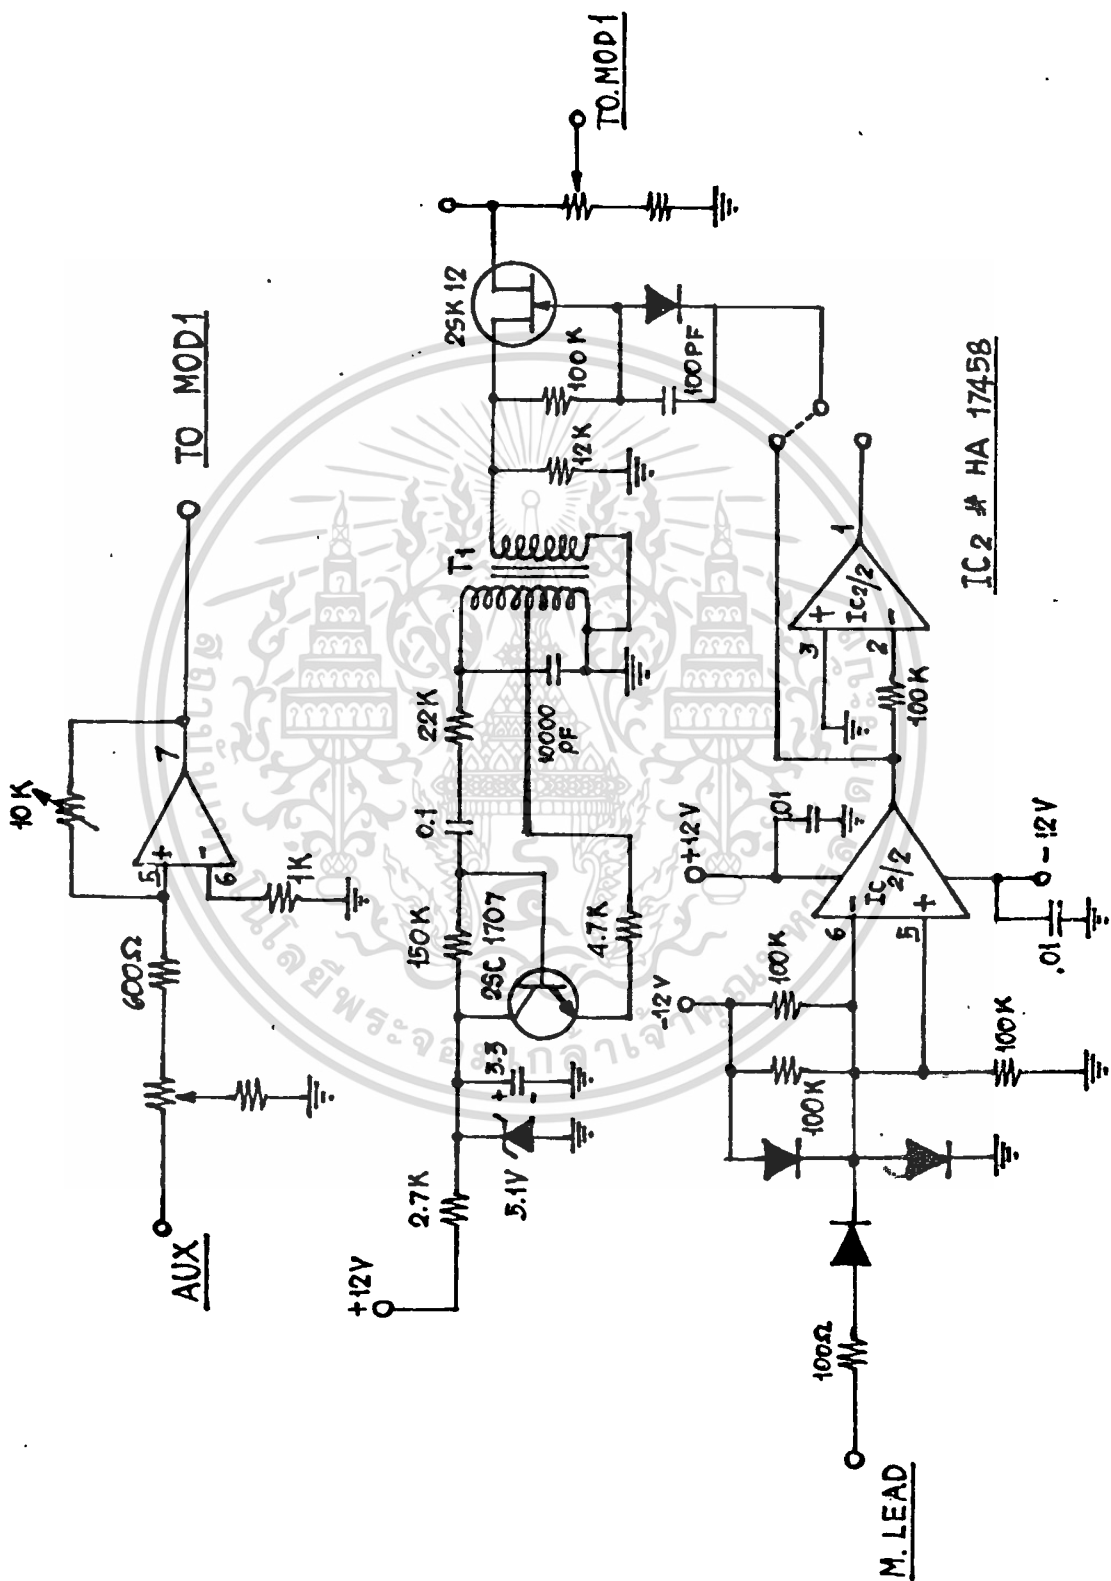 AUX
600Ω
10K
5
+
6
-
7
1K
TO MOD1
+12V
2.7K
5.1V
+
3.3
-
150K
2SC 1707
4.7K
0.1
22K
10000
PF
T1
12K
100K
100PF
2SK 12
TO.MOD1
M. LEAD
100Ω
-12V
100K
100K
100K
6
-
5
+
IC
2/2
+12V
.01
-12V
.01
100K
3
+
2
-
IC2/2
1
IC2 # HA 17458